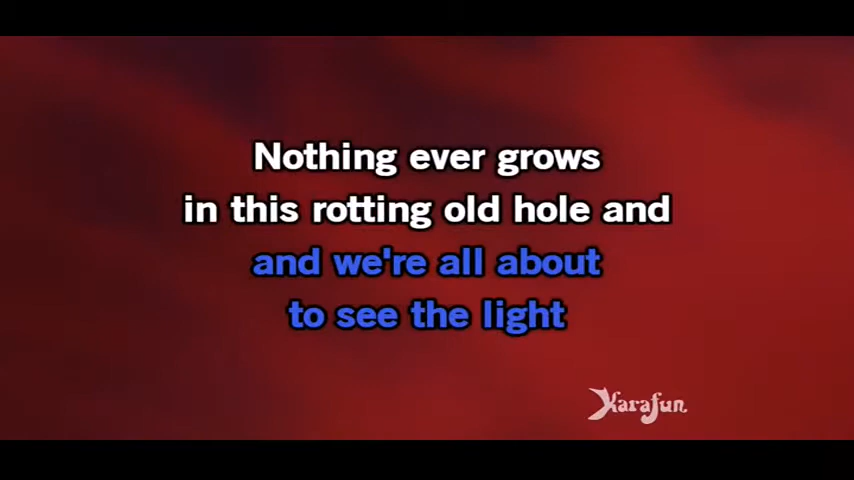 Nothing ever grows
in this rotting old hole and
and we're all about
to see the light
Karafun